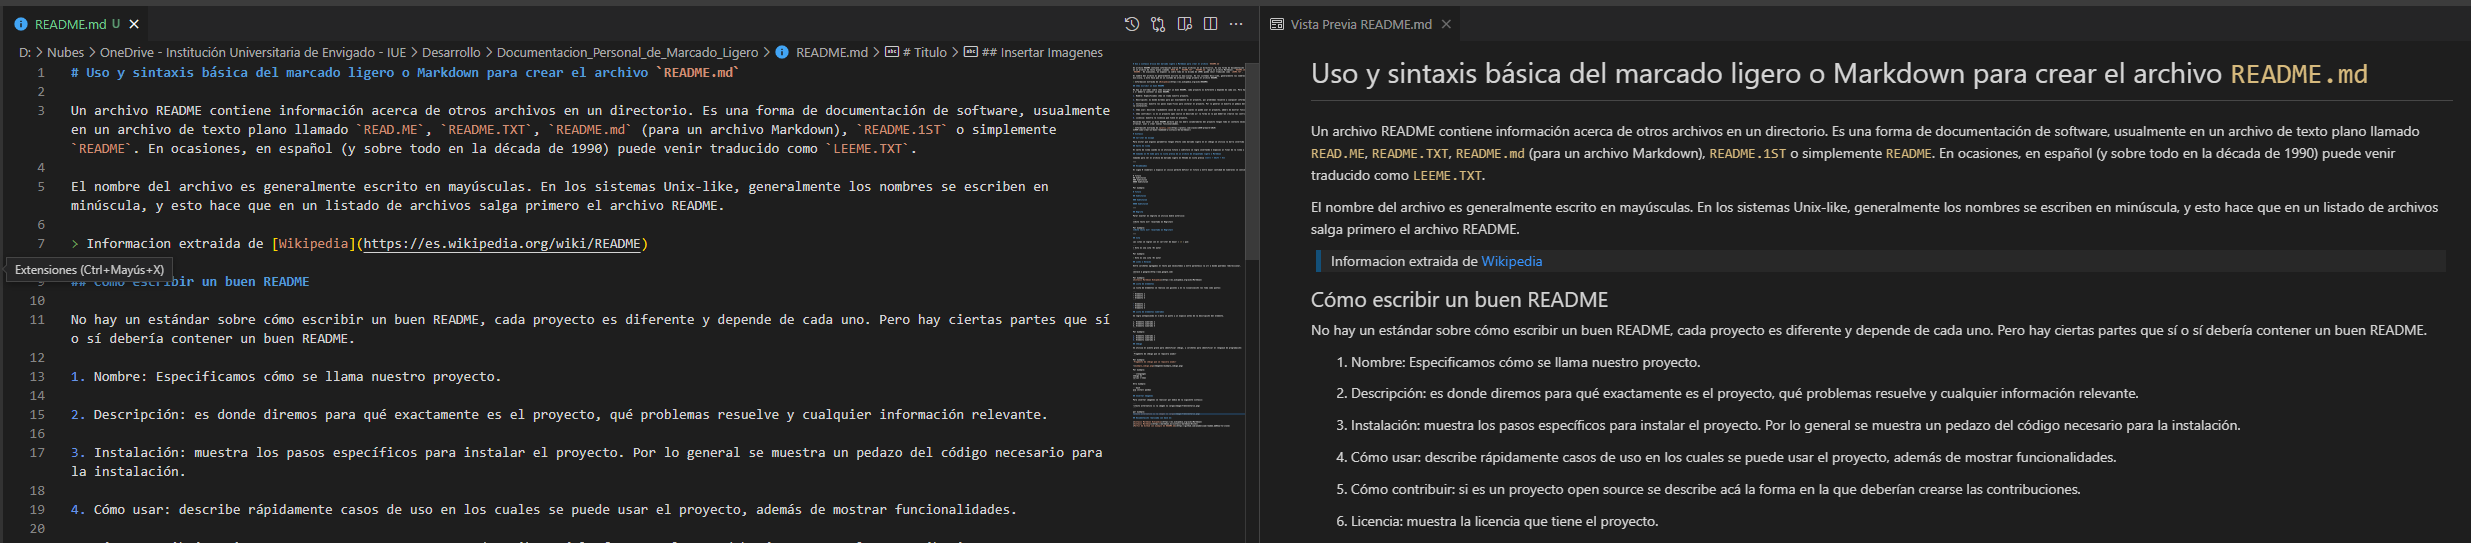 README.md U
D: > Nubes > OneDrive - Institución Universitaria de Envigado - IUE > Desarrollo > Documentacion_Personal_de_Marcado_Ligero > README.md > # Titulo > ## Insertar Imagenes
1 # Uso y sintaxis básica del marcado ligero o Markdown para crear el archivo `README.md`
2
3 Un archivo README contiene información acerca de otros archivos en un directorio. Es una forma de documentación de software, usualmente
en un archivo de texto plano llamado `READ.ME`, `README.TXT`, `README.md` (para un archivo Markdown), `README.1ST` o simplemente
`README`. En ocasiones, en español (y sobre todo en la década de 1990) puede venir traducido como `LEEME.TXT`.
4
5 El nombre del archivo es generalmente escrito en mayúsculas. En los sistemas Unix-like, generalmente los nombres se escriben en
minúscula, y esto hace que en un listado de archivos salga primero el archivo README.
6
7 > Informacion extraida de [Wikipedia](https://es.wikipedia.org/wiki/README)
Extensiones (Ctrl+Mayús+X)
9 ## Cómo escribir un buen README
10
11 No hay un estándar sobre cómo escribir un buen README, cada proyecto es diferente y depende de cada uno. Pero hay ciertas partes que sí
o sí debería contener un buen README.
12
13 1. Nombre: Especificamos cómo se llama nuestro proyecto.
14
15 2. Descripción: es donde diremos para qué exactamente es el proyecto, qué problemas resuelve y cualquier información relevante.
16
17 3. Instalación: muestra los pasos específicos para instalar el proyecto. Por lo general se muestra un pedazo del código necesario para
la instalación.
18
19 4. Cómo usar: describe rápidamente casos de uso en los cuales se puede usar el proyecto, además de mostrar funcionalidades.
20
Vista Previa README.md
Uso y sintaxis básica del marcado ligero o Markdown para crear el archivo README.md
Un archivo README contiene información acerca de otros archivos en un directorio. Es una forma de documentación de software, usualmente en un archivo de texto plano llamado
READ.ME, README.TXT, README.md (para un archivo Markdown), README.1ST o simplemente README. En ocasiones, en español (y sobre todo en la década de 1990) puede venir
traducido como LEEME.TXT.
El nombre del archivo es generalmente escrito en mayúsculas. En los sistemas Unix-like, generalmente los nombres se escriben en minúscula, y esto hace que en un listado de archivos
salga primero el archivo README.
Informacion extraida de Wikipedia
Cómo escribir un buen README
No hay un estándar sobre cómo escribir un buen README, cada proyecto es diferente y depende de cada uno. Pero hay ciertas partes que sí o sí debería contener un buen README.
1. Nombre: Especificamos cómo se llama nuestro proyecto.
2. Descripción: es donde diremos para qué exactamente es el proyecto, qué problemas resuelve y cualquier información relevante.
3. Instalación: muestra los pasos específicos para instalar el proyecto. Por lo general se muestra un pedazo del código necesario para la instalación.
4. Cómo usar: describe rápidamente casos de uso en los cuales se puede usar el proyecto, además de mostrar funcionalidades.
5. Cómo contribuir: si es un proyecto open source se describe acá la forma en la que deberían crearse las contribuciones.
6. Licencia: muestra la licencia que tiene el proyecto.